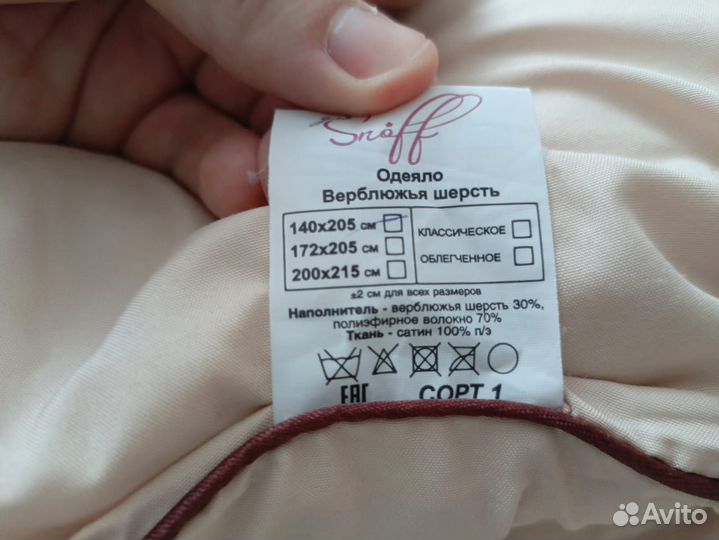 Snoff
Одеяло
Верблюжья шерсть
140x205 см
172x205 см
200x215 см
КЛАССИЧЕСКОЕ
ОБЛЕГЧЕННОЕ
±2 см для всех размеров
Наполнитель - верблюжья шерсть 30%,
полиэфирное волокно 70%
Ткань - сатин 100% п/э
ЕАС СОРТ 1
Avito